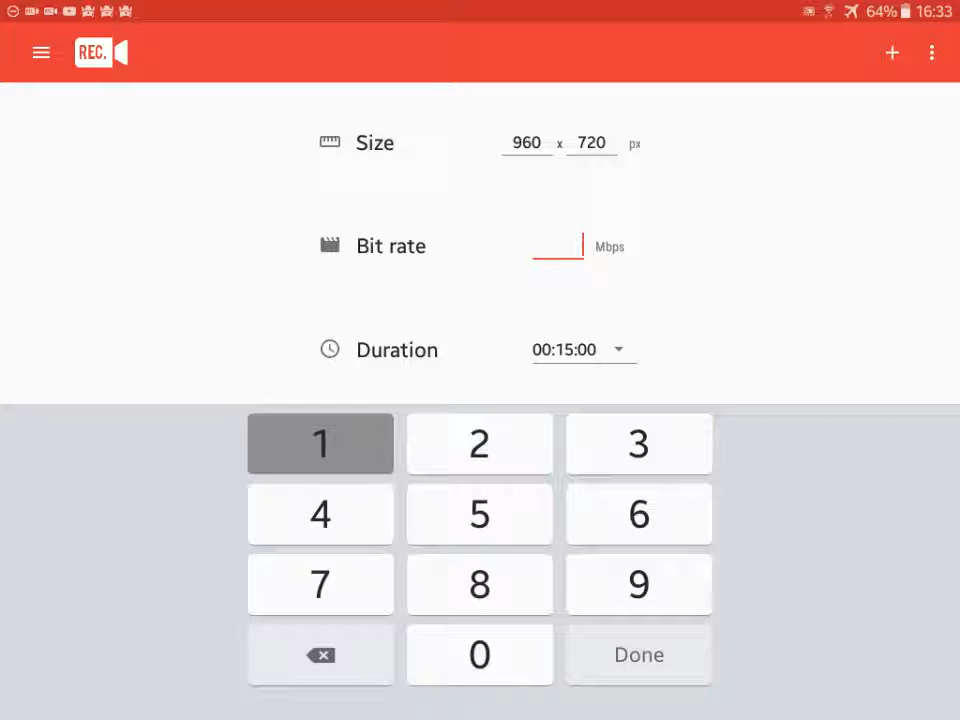 64% 16:33
REC.
Size 960 x 720 px
Bit rate Mbps
Duration 00:15:00
1 2 3
4 5 6
7 8 9
0 Done